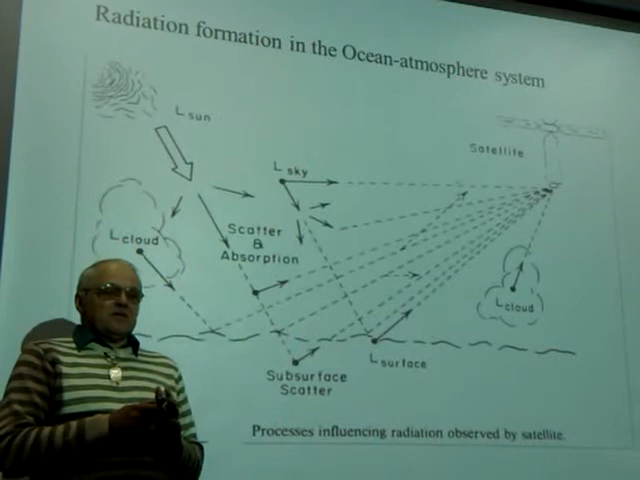 Radiation formation in the Ocean-atmosphere system
L sun
Satellite
L sky
L cloud
Scatter
&
Absorption
L cloud
L surface
Subsurface
Scatter
Processes influencing radiation observed by satellite.